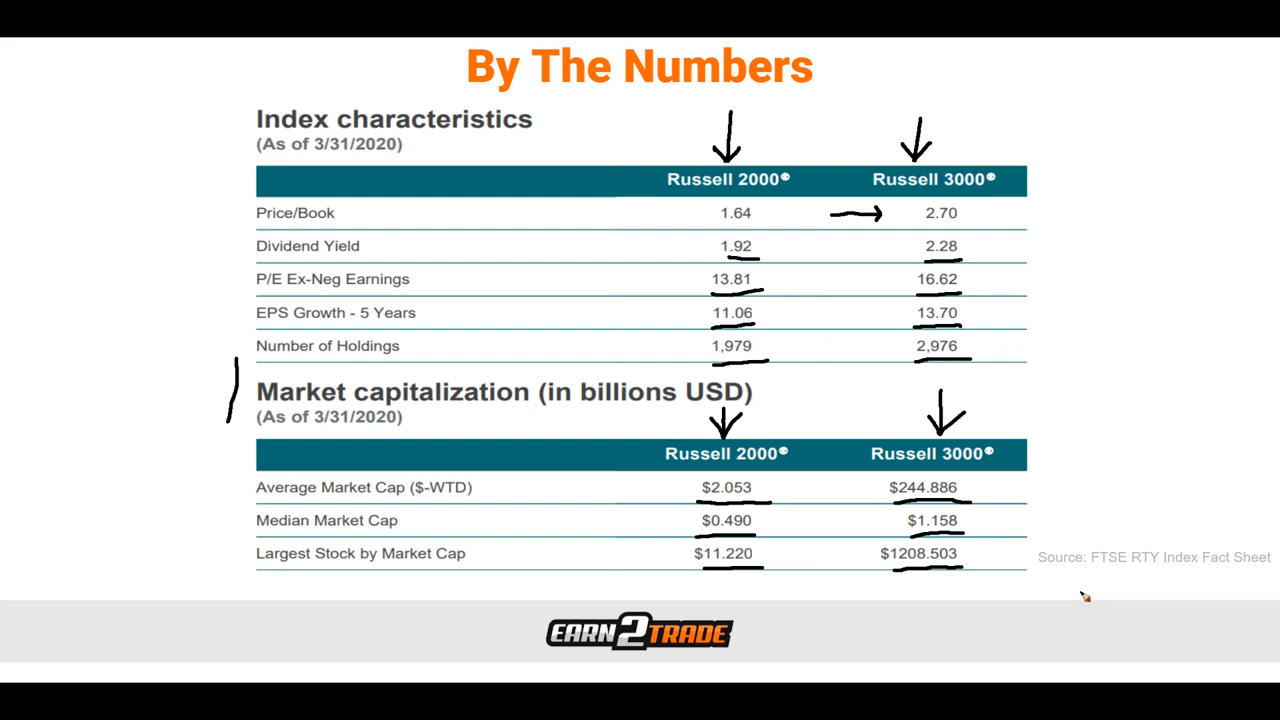 By The Numbers
Index characteristics
(As of 3/31/2020)
Russell 2000® Russell 3000®
Price/Book 1.64 2.70
Dividend Yield 1.92 2.28
P/E Ex-Neg Earnings 13.81 16.62
EPS Growth - 5 Years 11.06 13.70
Number of Holdings 1,979 2,976
Market capitalization (in billions USD)
(As of 3/31/2020)
Russell 2000® Russell 3000®
Average Market Cap ($-WTD) $2.053 $244.886
Median Market Cap $0.490 $1.158
Largest Stock by Market Cap $11.220 $1208.503
Source: FTSE RTY Index Fact Sheet
EARN2TRADE